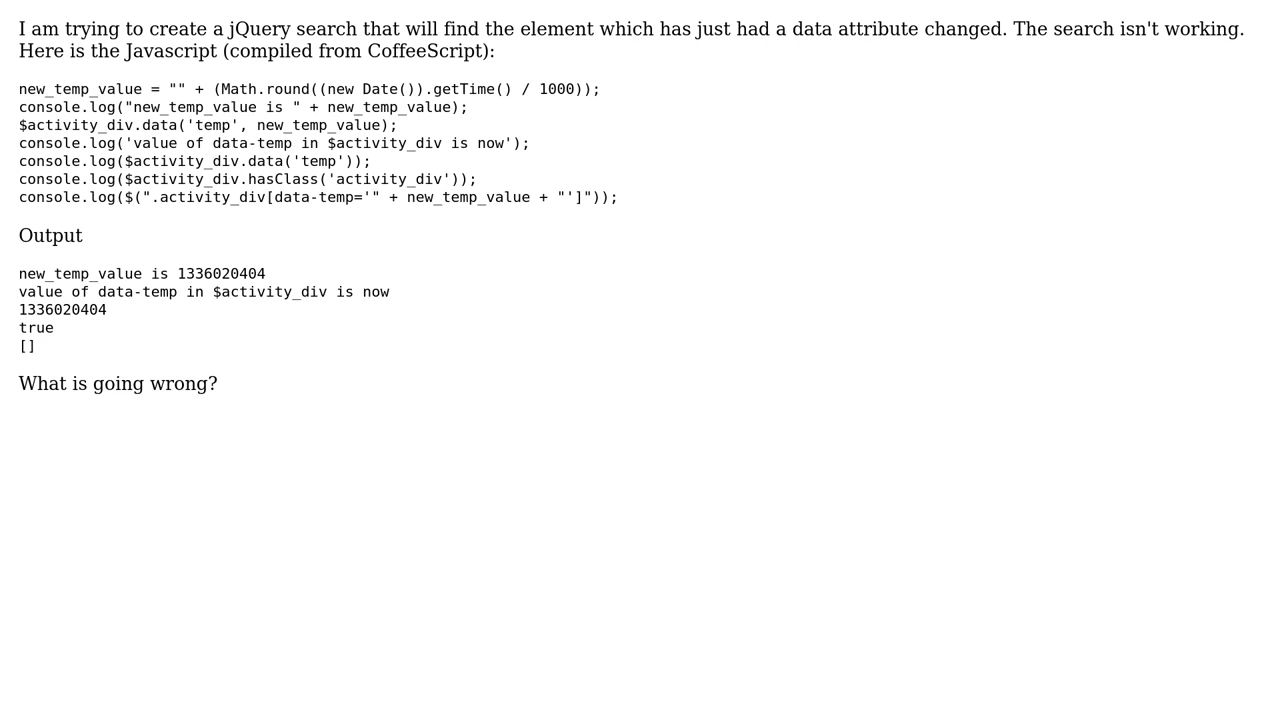 I am trying to create a jQuery search that will find the element which has just had a data attribute changed. The search isn't working.
Here is the Javascript (compiled from CoffeeScript):
new_temp_value = "" + (Math.round((new Date()).getTime() / 1000));
console.log("new_temp_value is " + new_temp_value);
$activity_div.data('temp', new_temp_value);
console.log('value of data-temp in $activity_div is now');
console.log($activity_div.data('temp'));
console.log($activity_div.hasClass('activity_div'));
console.log($(".activity_div[data-temp='" + new_temp_value + "']"));
Output
new_temp_value is 1336020404
value of data-temp in $activity_div is now
1336020404
true
[]
What is going wrong?